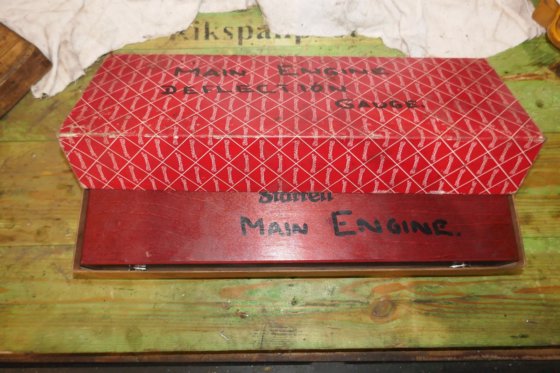 MAIN ENGINE
DEFLECTION
GAUGE.
Starrett
MAIN ENGINE.